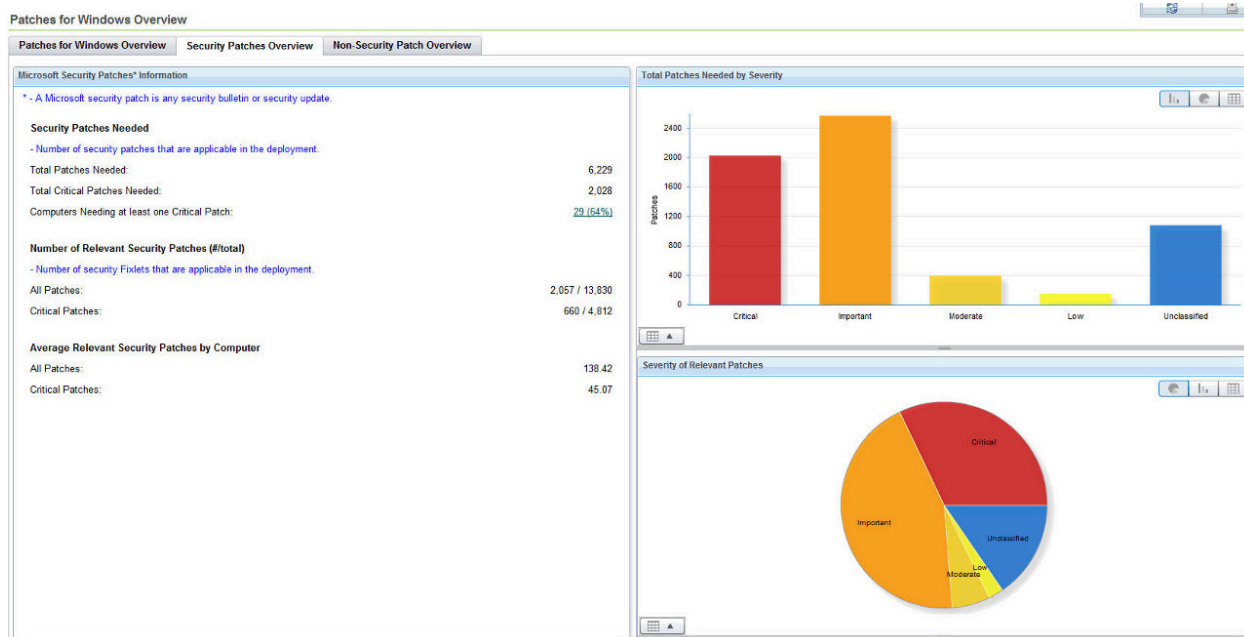 Patches for Windows Overview
Patches for Windows Overview Security Patches Overview Non-Security Patch Overview
Microsoft Security Patches* Information
* - A Microsoft security patch is any security bulletin or security update.
Security Patches Needed
- Number of security patches that are applicable in the deployment.
Total Patches Needed: 6,229
Total Critical Patches Needed: 2,028
Computers Needing at least one Critical Patch: 29 (64%)
Number of Relevant Security Patches (#/total)
- Number of security Fixlets that are applicable in the deployment.
All Patches: 2,057 / 13,830
Critical Patches: 660 / 4,812
Average Relevant Security Patches by Computer
All Patches: 138.42
Critical Patches: 45.07
Total Patches Needed by Severity
Patches
2400
2000
1600
1200
800
400
0
Critical Important Moderate Low Unclassified
Severity of Relevant Patches
Critical
Important
Unclassified
Low
Moderate